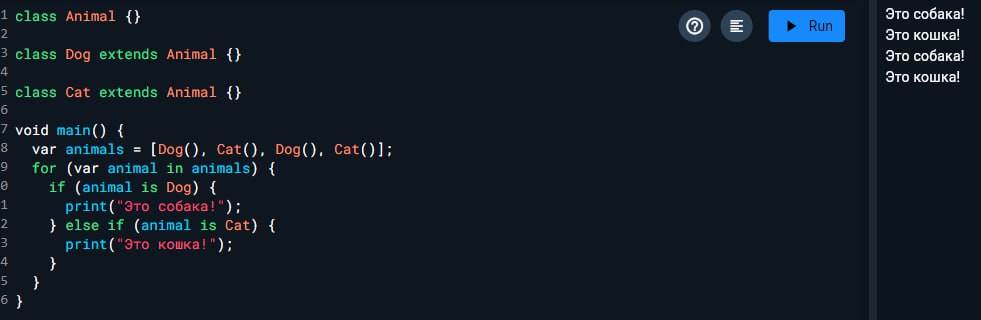 1 class Animal {}
2
3 class Dog extends Animal {}
4
5 class Cat extends Animal {}
6
7 void main() {
8   var animals = [Dog(), Cat(), Dog(), Cat()];
9   for (var animal in animals) {
0     if (animal is Dog) {
1       print("Это собака!");
2     } else if (animal is Cat) {
3       print("Это кошка!");
4     }
5   }
6 }
Run
Это собака!
Это кошка!
Это собака!
Это кошка!